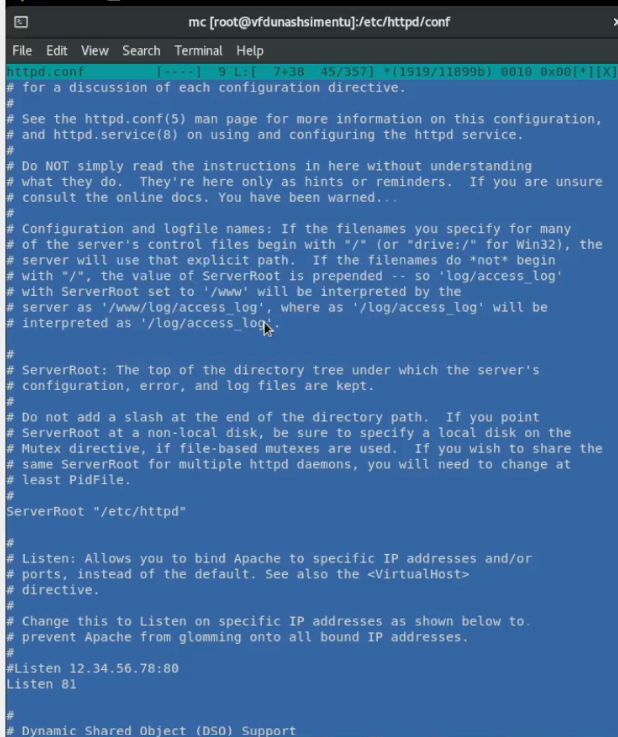 mc [root@vfdunashsimentu]:/etc/httpd/conf
File Edit View Search Terminal Help
httpd.conf [----] 9 L:[ 7+38 45/357] *(1919/11899b) 0010 0x00[*][X]
# for a discussion of each configuration directive.
#
# See the httpd.conf(5) man page for more information on this configuration,
# and httpd.service(8) on using and configuring the httpd service.
#
# Do NOT simply read the instructions in here without understanding
# what they do.  They're here only as hints or reminders.  If you are unsure
# consult the online docs. You have been warned...
#
# Configuration and logfile names: If the filenames you specify for many
# of the server's control files begin with "/" (or "drive:/" for Win32), the
# server will use that explicit path.  If the filenames do *not* begin
# with "/", the value of ServerRoot is prepended -- so 'log/access_log'
# with ServerRoot set to '/www' will be interpreted by the
# server as '/www/log/access_log', where as '/log/access_log' will be
# interpreted as '/log/access_log'.

#
# ServerRoot: The top of the directory tree under which the server's
# configuration, error, and log files are kept.
#
# Do not add a slash at the end of the directory path.  If you point
# ServerRoot at a non-local disk, be sure to specify a local disk on the
# Mutex directive, if file-based mutexes are used.  If you wish to share the
# same ServerRoot for multiple httpd daemons, you will need to change at
# least PidFile.
#
ServerRoot "/etc/httpd"

#
# Listen: Allows you to bind Apache to specific IP addresses and/or
# ports, instead of the default. See also the <VirtualHost>
# directive.
#
# Change this to Listen on specific IP addresses as shown below to.
# prevent Apache from glomming onto all bound IP addresses.
#
#Listen 12.34.56.78:80
Listen 81

#
# Dynamic Shared Object (DSO) Support